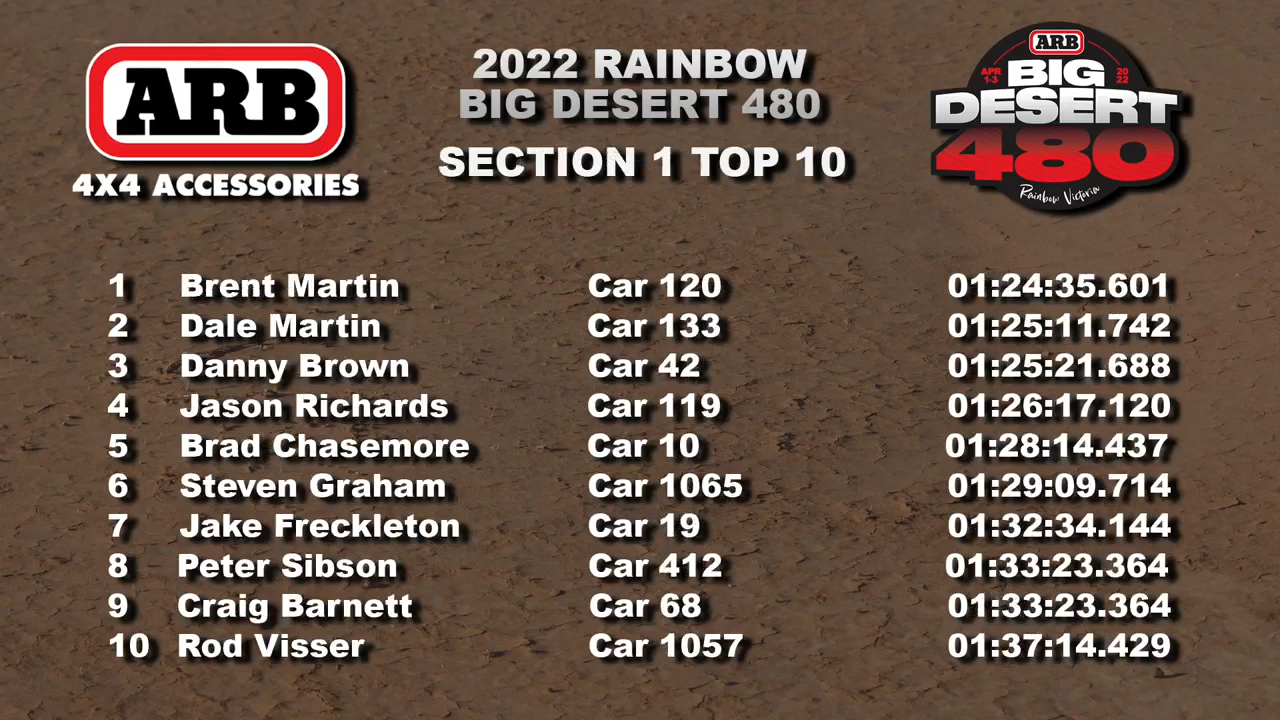 ARB
4X4 ACCESSORIES
2022 RAINBOW
BIG DESERT 480
SECTION 1 TOP 10
ARB
APR
1-3
BIG
20
22
DESERT
480
Rainbow Victoria
1 Brent Martin Car 120 01:24:35.601
2 Dale Martin Car 133 01:25:11.742
3 Danny Brown Car 42 01:25:21.688
4 Jason Richards Car 119 01:26:17.120
5 Brad Chasemore Car 10 01:28:14.437
6 Steven Graham Car 1065 01:29:09.714
7 Jake Freckleton Car 19 01:32:34.144
8 Peter Sibson Car 412 01:33:23.364
9 Craig Barnett Car 68 01:33:23.364
10 Rod Visser Car 1057 01:37:14.429